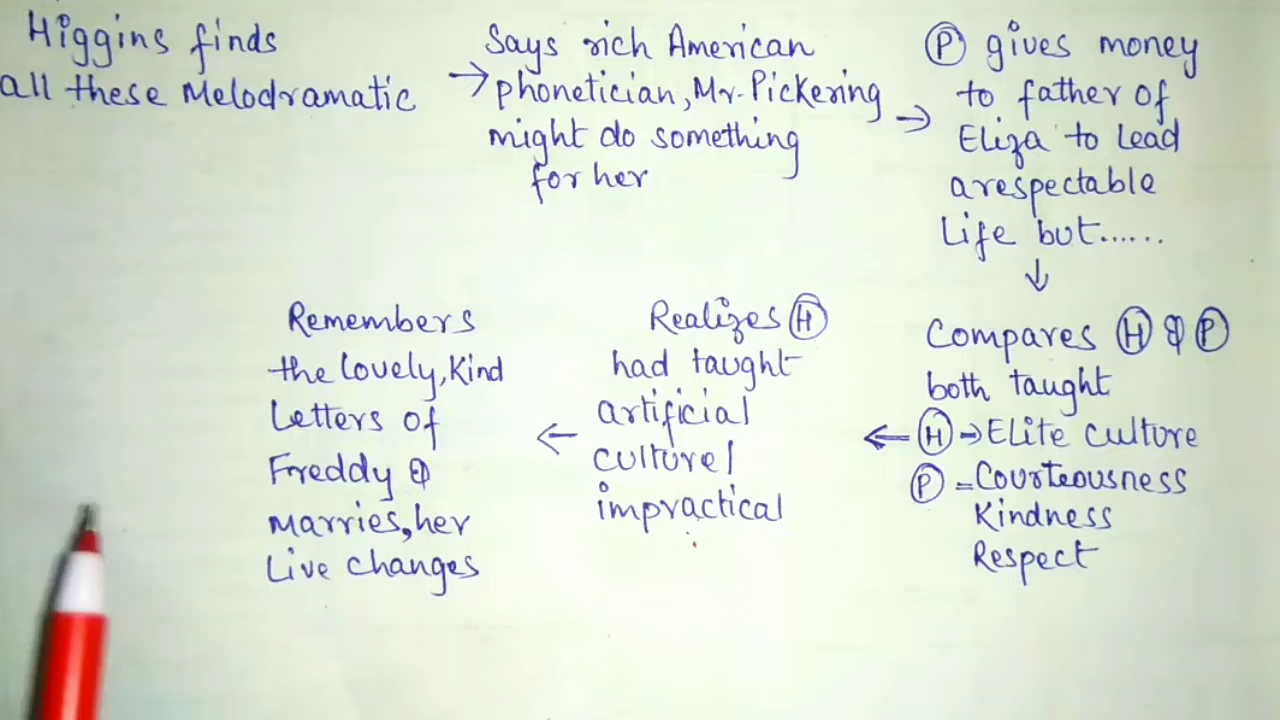 Higgins finds
all these Melodramatic
→ Says rich American
phonetician, Mr. Pickering
might do something
for her
→ Ⓟ gives money
to father of
Eliza to lead
a respectable
Life but......
↓
Compares Ⓗ & Ⓟ
both taught
Ⓗ → Elite culture
Ⓟ = Courteousness
Kindness
Respect
← Realizes Ⓗ
had taught
artificial
culture/
impractical
← Remembers
the lovely, Kind
Letters of
Freddy &
marries, her
Live changes